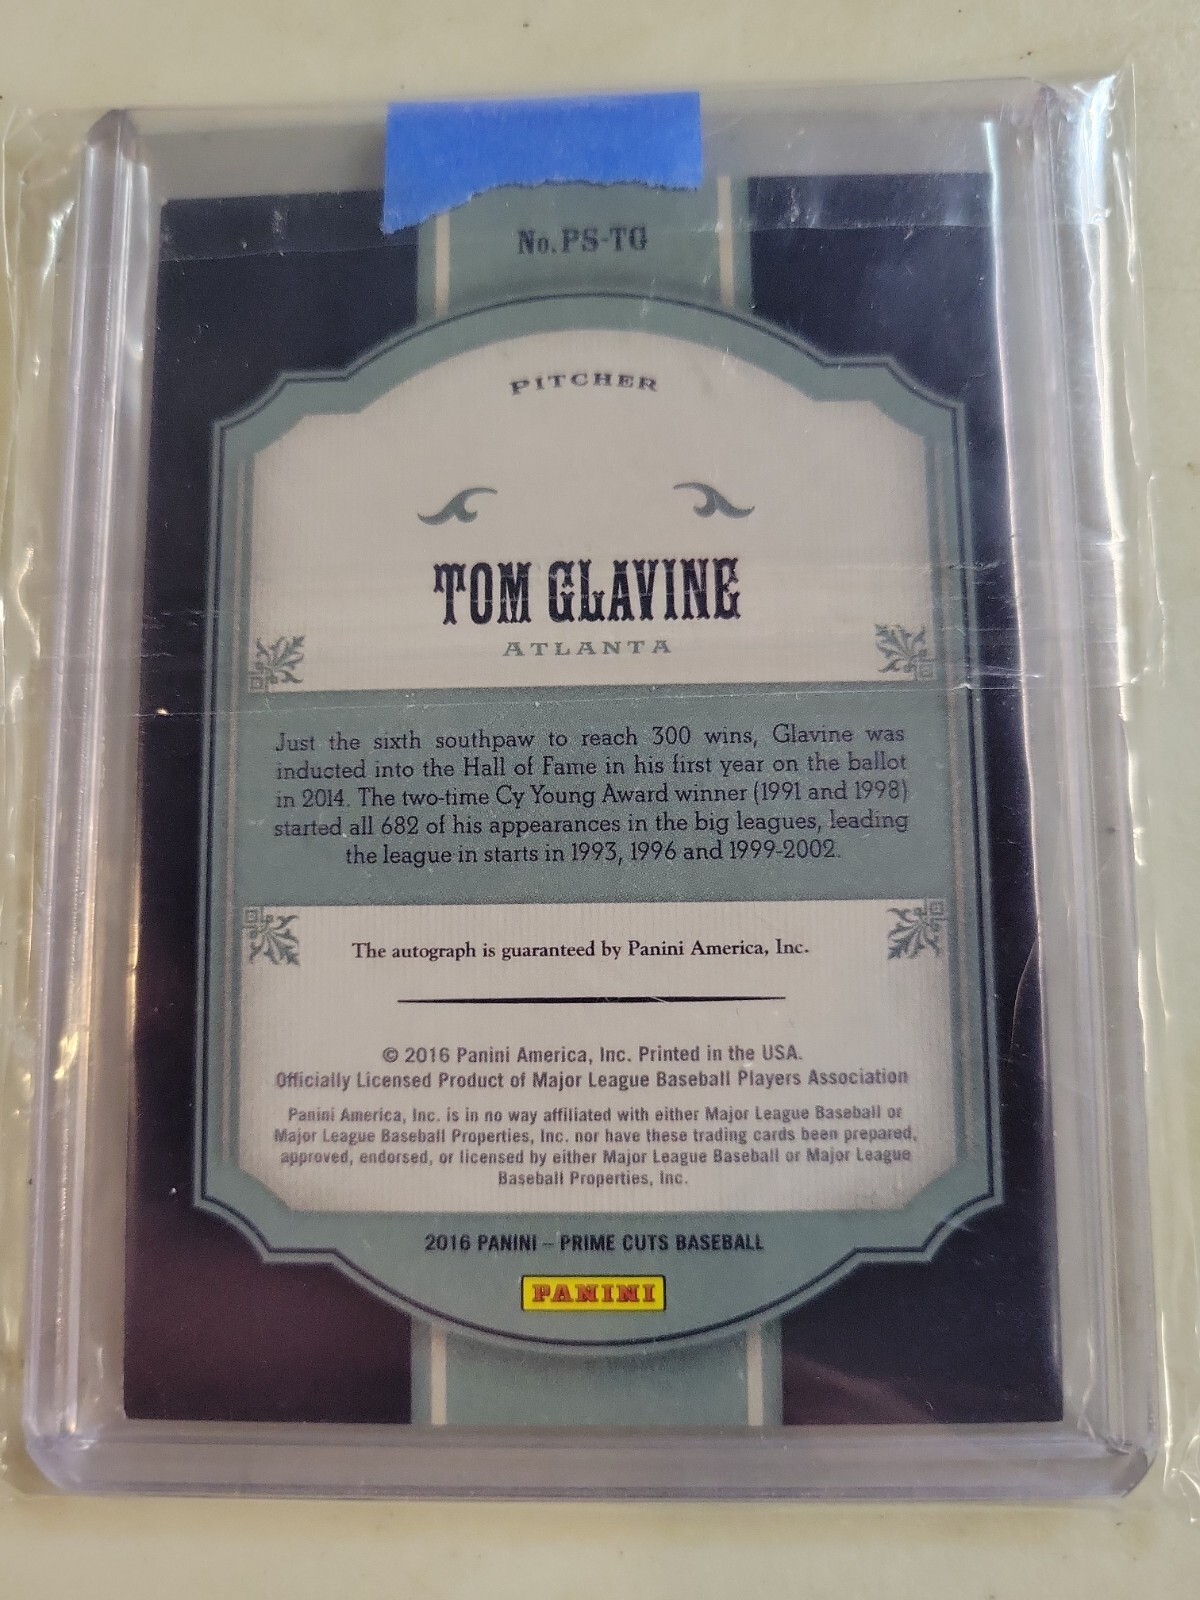 No.PS-TG
PITCHER
TOM GLAVINE
ATLANTA
Just the sixth southpaw to reach 300 wins, Glavine was
inducted into the Hall of Fame in his first year on the ballot
in 2014. The two-time Cy Young Award winner (1991 and 1998)
started all 682 of his appearances in the big leagues, leading
the league in starts in 1993, 1996 and 1999-2002.
The autograph is guaranteed by Panini America, Inc.
© 2016 Panini America, Inc. Printed in the USA.
Officially Licensed Product of Major League Baseball Players Association
Panini America, Inc. is in no way affiliated with either Major League Baseball or
Major League Baseball Properties, Inc. nor have these trading cards been prepared,
approved, endorsed, or licensed by either Major League Baseball or Major League
Baseball Properties, Inc.
2016 PANINI – PRIME CUTS BASEBALL
PANINI